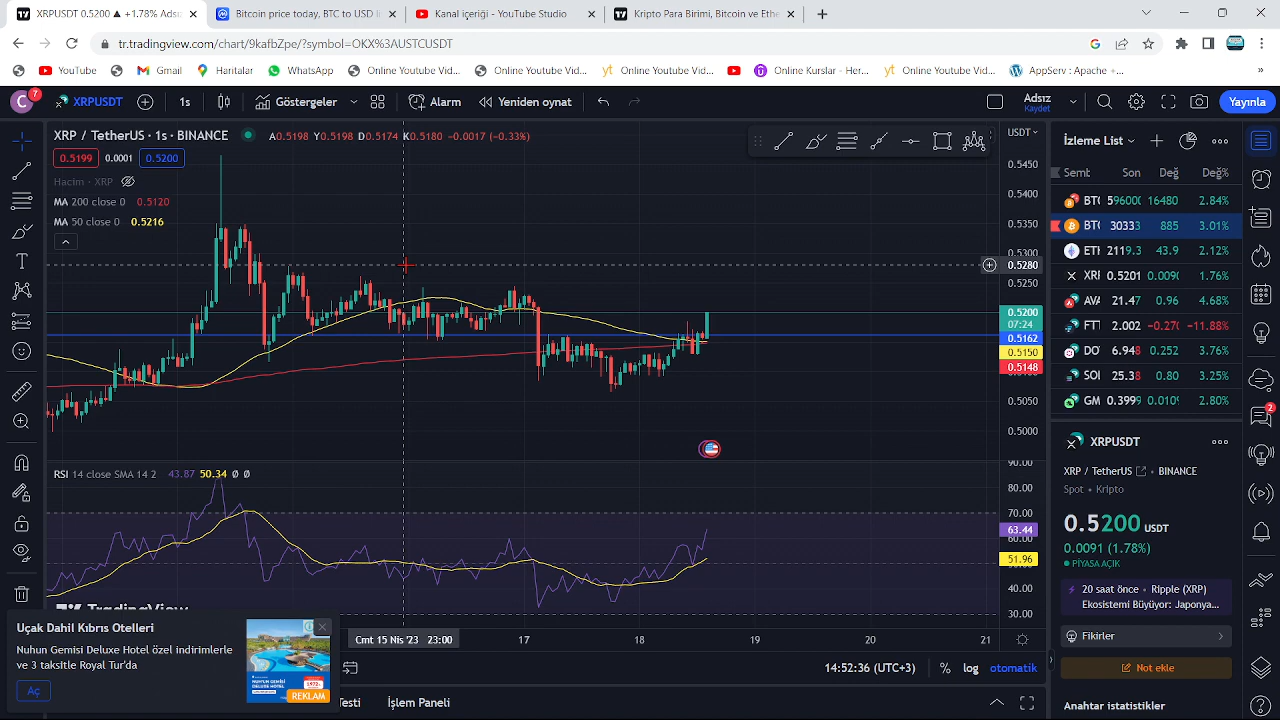 XRPUSDT 0.5200 ▲ +1.78% Adsız
Bitcoin price today, BTC to USD li
Kanal içeriği - YouTube Studio
Kripto Para Birimi, Bitcoin ve Ethe
tr.tradingview.com/chart/9kafbZpe/?symbol=OKX%3AUSTCUSDT
YouTube
Gmail
Haritalar
WhatsApp
Online Youtube Vid...
Online Youtube Vid...
Online Youtube Vid...
Online Kurslar - Her...
Online Youtube Vid...
AppServ : Apache +...
C 7
XRPUSDT
1s
Göstergeler
Alarm
Yeniden oynat
Adsız
Kaydet
Yayınla
XRP / TetherUS · 1s · BINANCE
A0.5198 Y0.5198 D0.5174 K0.5180 -0.0017 (-0.33%)
0.5199 0.0001 0.5200
Hacim - XRP
MA 200 close 0 0.5120
MA 50 close 0 0.5216
USDT
0.5450
0.5400
0.5350
0.5300
0.5280
0.5250
0.5200
07:24
0.5162
0.5150
0.5148
0.5050
0.5000
RSI 14 close SMA 14 2 43.87 50.34 Ø Ø
90.00
80.00
70.00
63.44
60.00
51.96
40.00
30.00
TradingView
Cmt 15 Nis '23 23:00
17
18
19
20
21
14:52:36 (UTC+3)
%
log
otomatik
Uçak Dahil Kıbrıs Otelleri
Nuhun Gemisi Deluxe Hotel özel indirimlerle
ve 3 taksitle Royal Tur'da
Aç
REKLAM
İşlem Paneli
İzleme List
Semt Son Değ Değ%
BTC 59600 16480 2.84%
BTC 30333 885 3.01%
ETH 2119.3 43.9 2.12%
XRI 0.5201 0.0090 1.76%
AVA 21.47 0.96 4.68%
FTT 2.002 -0.270 -11.88%
DO 6.948 0.252 3.76%
SOI 25.38 0.80 3.25%
GM 0.3999 0.0109 2.80%
2
XRPUSDT
XRP / TetherUS BINANCE
Spot · Kripto
0.5200 USDT
0.0091 (1.78%)
PİYASA AÇIK
20 saat önce · Ripple (XRP)
Ekosistemi Büyüyor: Japonya...
Fikirler
Not ekle
Anahtar istatistikler